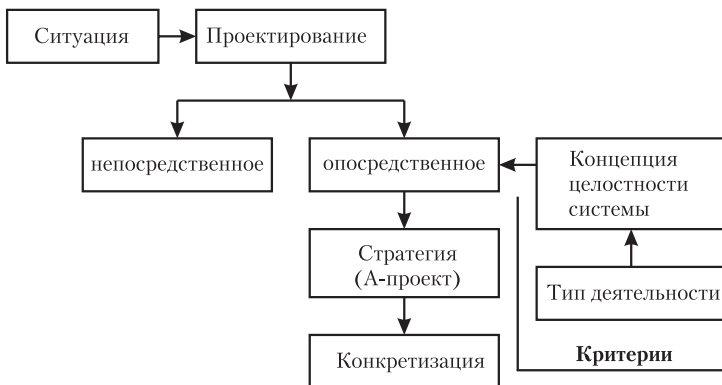 Ситуация
Проектирование
непосредственное
опосредственное
Концепция
целостности
системы
Стратегия
(А-проект)
Тип деятельности
Конкретизация
Критерии